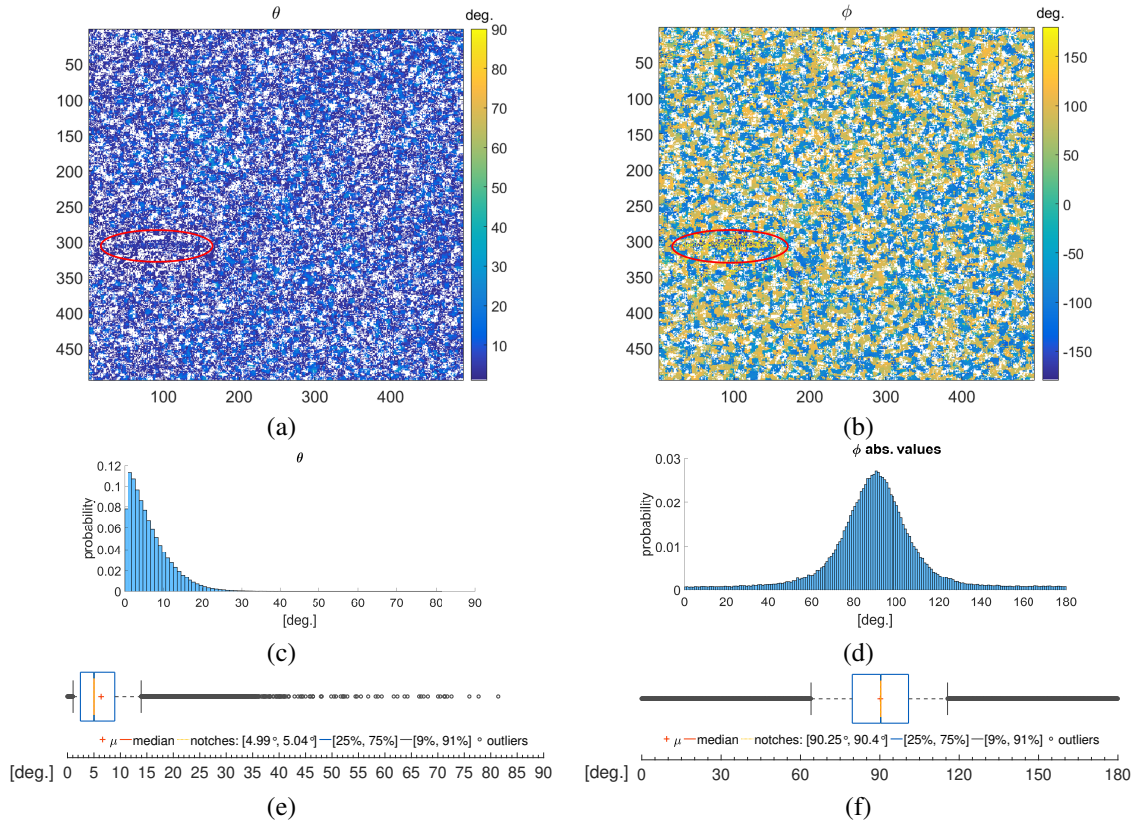 θ
deg.
50
100
150
200
250
300
350
400
450
100
200
300
400
90
80
70
60
50
40
30
20
10
(a)
ϕ
deg.
50
100
150
200
250
300
350
400
450
100
200
300
400
150
100
50
0
-50
-100
-150
(b)
θ
probability
0.12
0.1
0.08
0.06
0.04
0.02
0
0 10 20 30 40 50 60 70 80 90
[deg.]
(c)
ϕ abs. values
probability
0.03
0.02
0.01
0
0 20 40 60 80 100 120 140 160 180
[deg.]
(d)
+ μ — median notches: [4.99°, 5.04°] — [25%, 75%] — [9%, 91%] ° outliers
[deg.] 0 5 10 15 20 25 30 35 40 45 50 55 60 65 70 75 80 85 90
(e)
+ μ — median notches: [90.25°, 90.4°] — [25%, 75%] — [9%, 91%] ° outliers
[deg.] 0 30 60 90 120 150 180
(f)